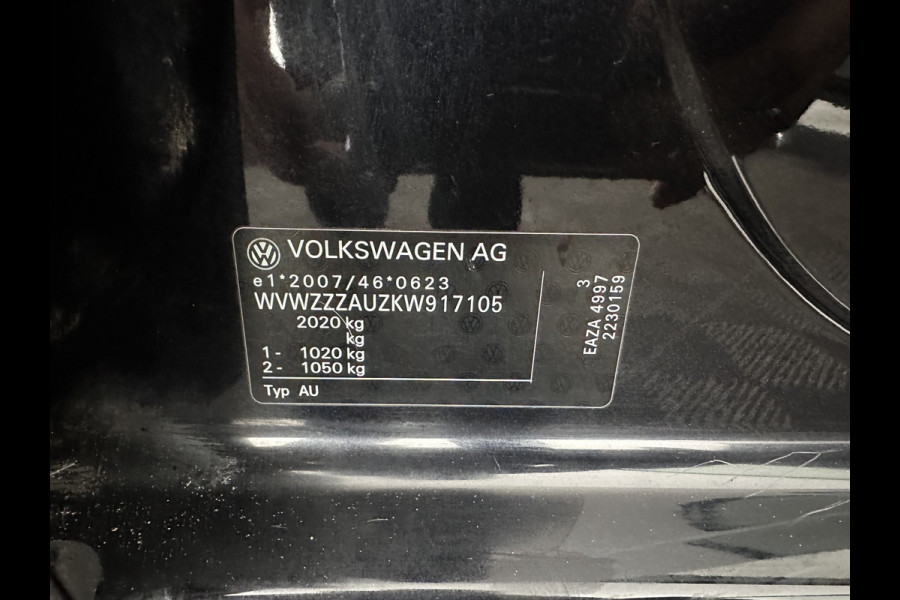 VOLKSWAGEN AG
e1*2007/46*0623
WVWZZZAUZKW917105
2020 kg
kg
1- 1020 kg
2- 1050 kg
Typ AU
3
EAZA 4997
2230159